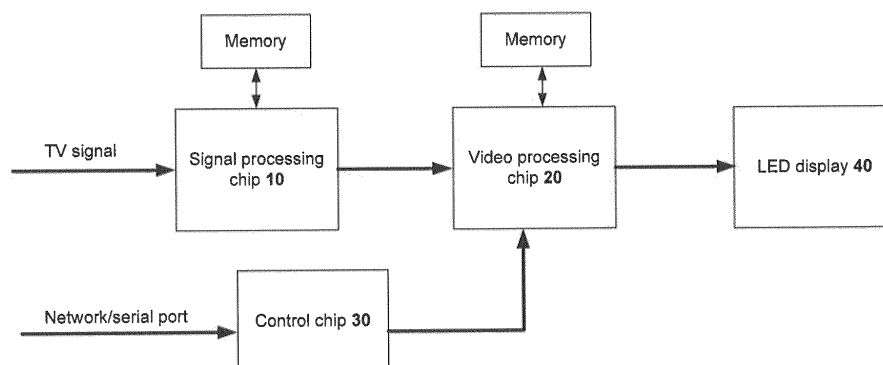 Memory
Memory
TV signal
Signal processing
chip 10
Video processing
chip 20
LED display 40
Network/serial port
Control chip 30